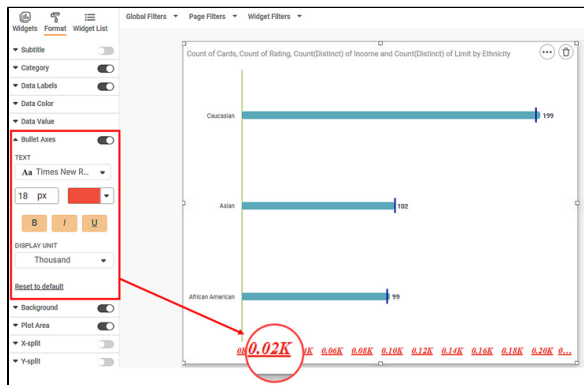 Widgets Format Widget List
Global Filters Page Filters Widget Filters
Subtitle
Category
Data Labels
Data Color
Data Value
Bullet Axes
TEXT
Aa Times New R...
18 px
B I U
DISPLAY UNIT
Thousand
Reset to default
Background
Plot Area
X-split
Y-split
Count of Cards, Count of Rating, Count(Distinct) of Income and Count(Distinct) of Limit by Ethnicity
Caucasian 199
Asian 102
African American 99
0.02K 0.06K 0.08K 0.10K 0.12K 0.14K 0.16K 0.18K 0.20K 0...